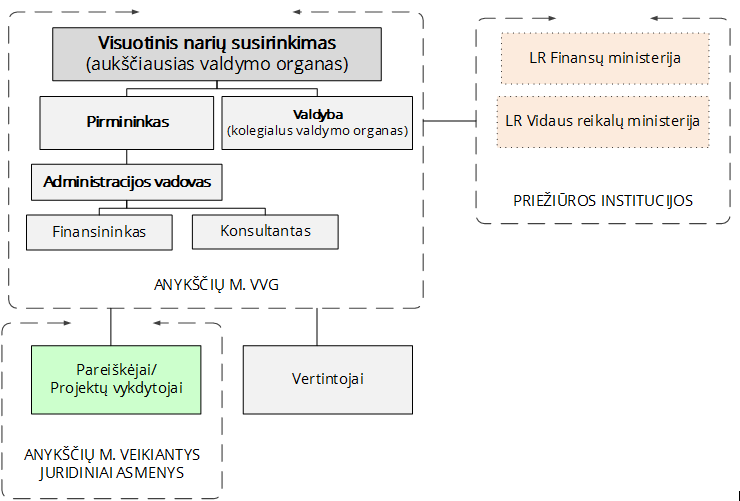 Visuotinis narių susirinkimas
(aukščiausias valdymo organas)
Pirmininkas
Valdyba
(kolegialus valdymo organas)
Administracijos vadovas
Finansininkas
Konsultantas
ANYKŠČIŲ M. VVG
LR Finansų ministerija
LR Vidaus reikalų ministerija
PRIEŽIŪROS INSTITUCIJOS
Pareiškėjai/
Projektų vykdytojai
ANYKŠČIŲ M. VEIKIANTYS
JURIDINIAI ASMENYS
Vertintojai